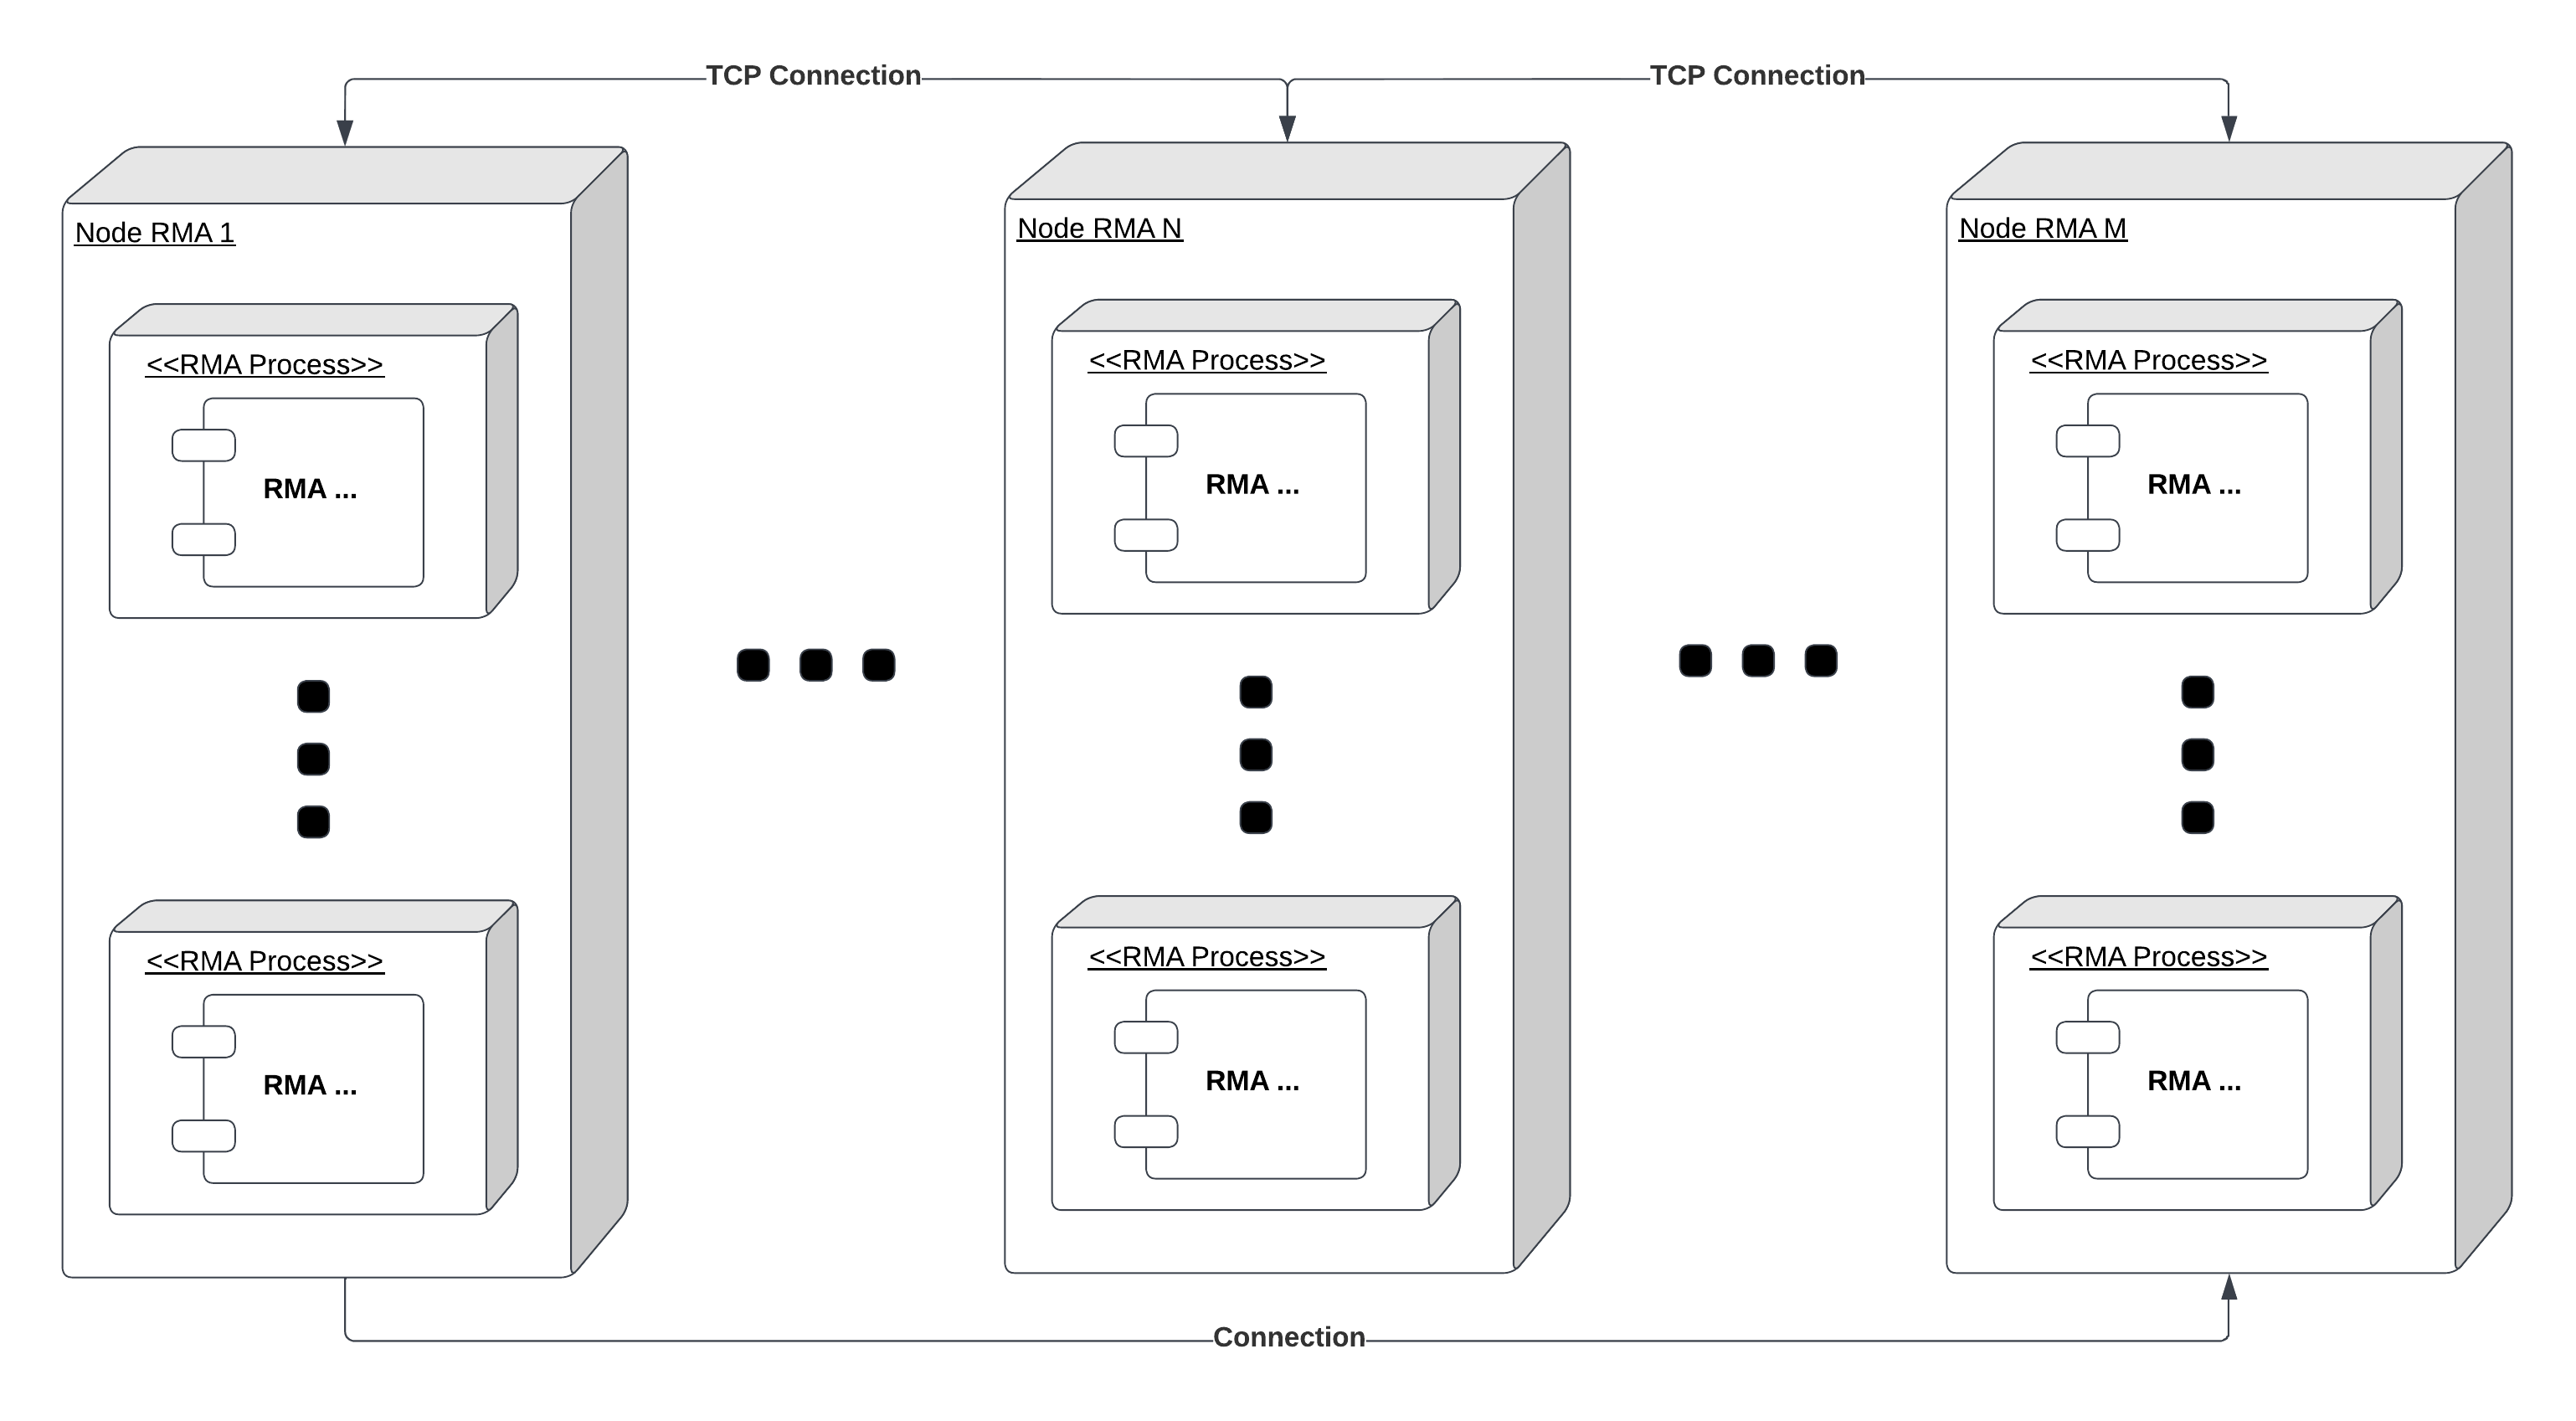 TCP Connection
TCP Connection
Node RMA 1
Node RMA N
Node RMA M
<<RMA Process>>
<<RMA Process>>
<<RMA Process>>
RMA ...
RMA ...
RMA ...
<<RMA Process>>
<<RMA Process>>
<<RMA Process>>
RMA ...
RMA ...
RMA ...
Connection